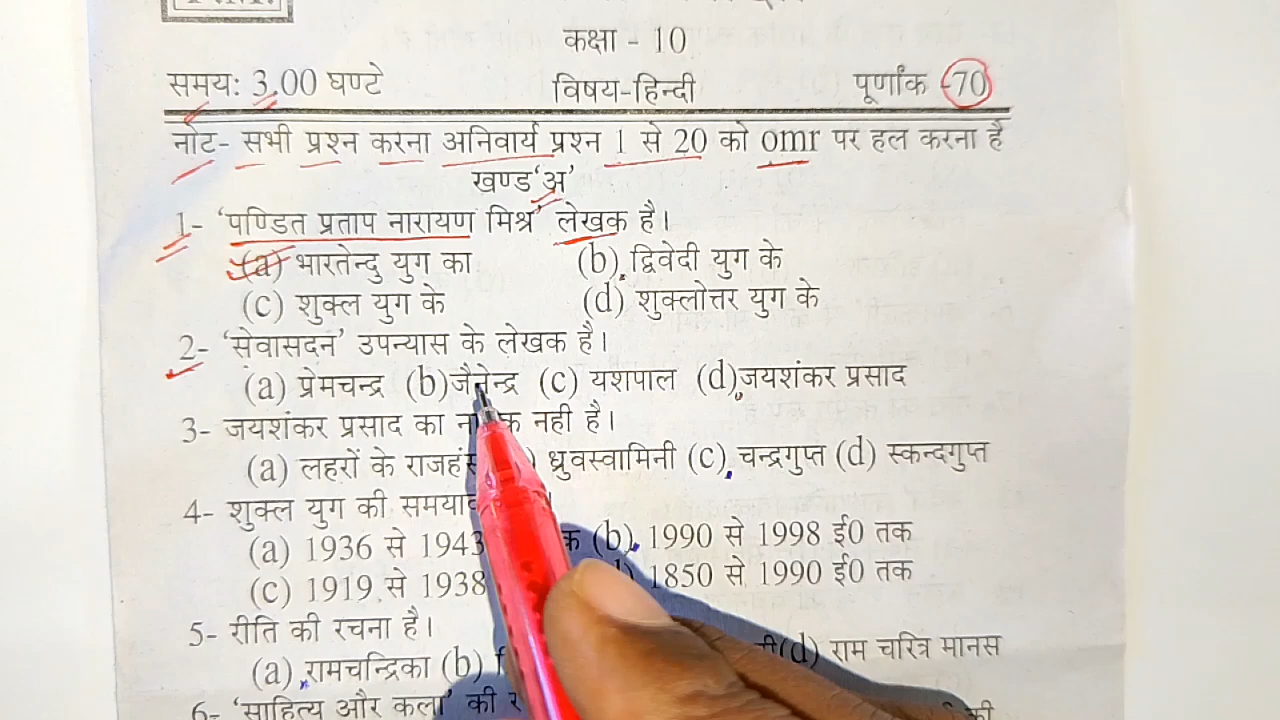 कक्षा - 10
समय: 3.00 घण्टे विषय-हिन्दी पूर्णांक -70
नोट- सभी प्रश्न करना अनिवार्य प्रश्न 1 से 20 को omr पर हल करना है
खण्ड 'अ'
1- 'पण्डित प्रताप नारायण मिश्र' लेखक है।
(a) भारतेन्दु युग का (b) द्विवेदी युग के
(c) शुक्ल युग के (d) शुक्लोत्तर युग के
2- 'सेवासदन' उपन्यास के लेखक है।
(a) प्रेमचन्द्र (b) जैनेन्द्र (c) यशपाल (d) जयशंकर प्रसाद
3- जयशंकर प्रसाद का नही है।
(a) लहरों के ध्रुवस्वामिनी (c) चन्द्रगुप्त (d) स्कन्दगुप्त
4- शुक्ल युग की
(a) 1936 से 1943 (b) 1990 से 1998 ई0 तक
(c) 1919 से 1938 1850 से 1990 ई0 तक
5- रीति की रचना है।
(a) रामचन्द्रिका (b) (d) राम चरित्र मानस
6- 'साहित्य और कला' की की